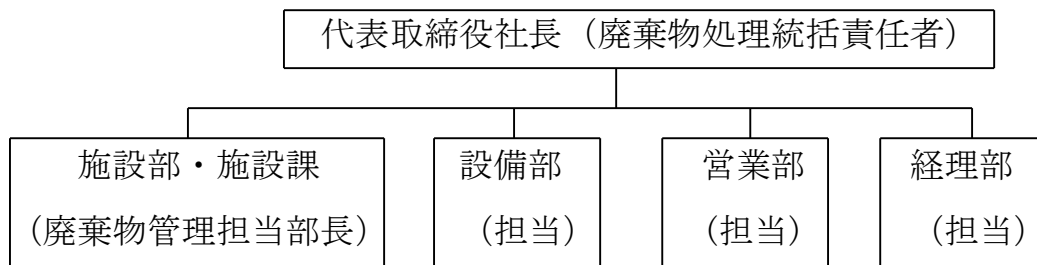 代表取締役社長（廃棄物処理統括責任者）
施設部・施設課
（廃棄物管理担当部長）
設備部
（担当）
営業部
（担当）
経理部
（担当）